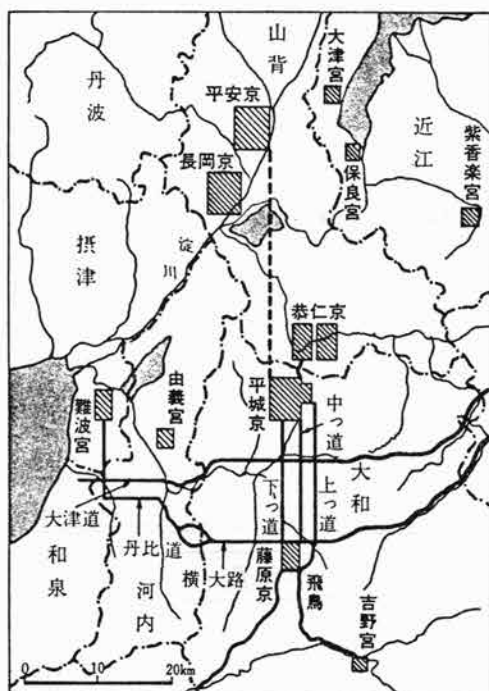 山背
大津宮
丹波
平安京
近江
紫香楽宮
長岡京
保良宮
摂津
淀川
恭仁京
難波宮
由義宮
平城京
中つ道
大和
下つ道
上つ道
大津道
丹比道
横大路
藤原京
飛鳥
和泉
河内
吉野宮
0 10 20km